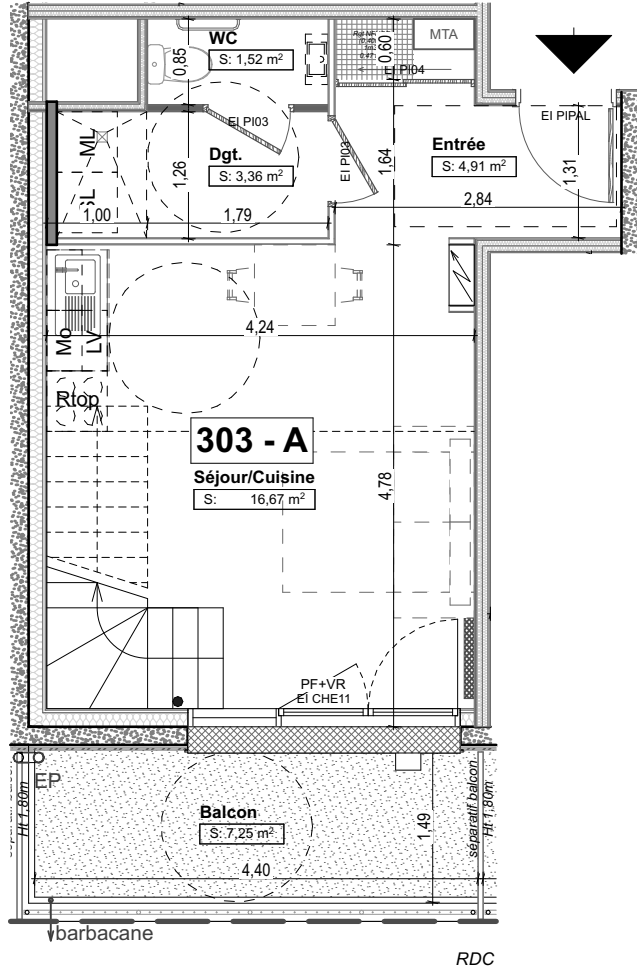 WC
S: 1,52 m²
0,85
0,60
MTA
EI PI04
EI PI03
EI PIPAL
Dgt.
S: 3,36 m²
EI PI03
Entrée
S: 4,91 m²
ML
SL
1,26
1,64
1,31
1,00
1,79
2,84
Mo
LV
4,24
Rtop
303 - A
Séjour/Cuisine
S: 16,67 m²
4,78
PF+VR
EI CHE11
EP
Ht 1,80m
Balcon
S: 7,25 m²
1,49
séparatif balcon
Ht 1,80m
4,40
barbacane
RDC